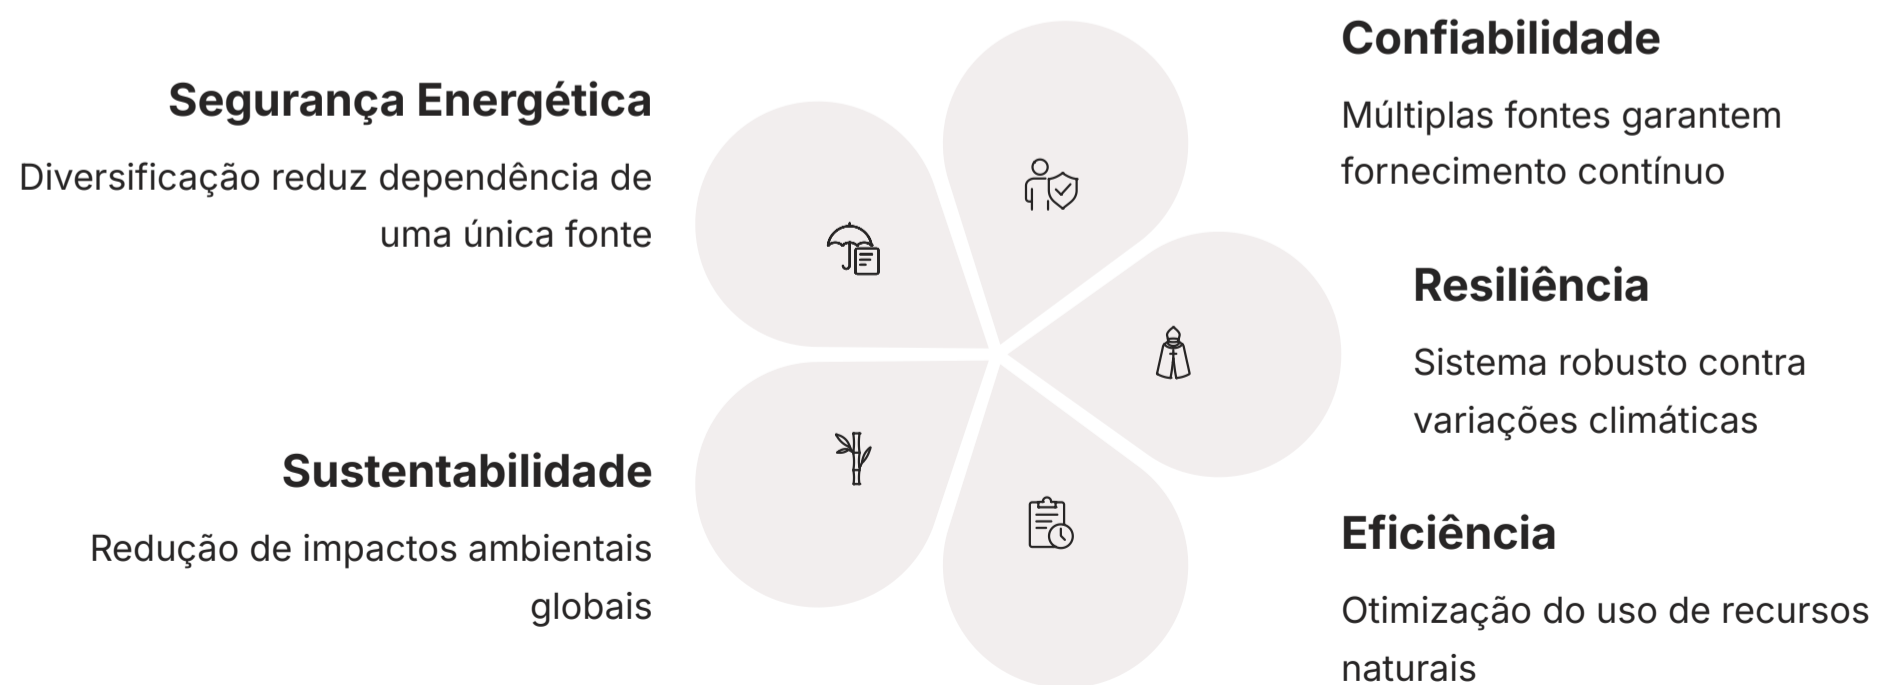 Segurança Energética
Diversificação reduz dependência de
uma única fonte
Sustentabilidade
Redução de impactos ambientais
globais
Confiabilidade
Múltiplas fontes garantem
fornecimento contínuo
Resiliência
Sistema robusto contra
variações climáticas
Eficiência
Otimização do uso de recursos
naturais